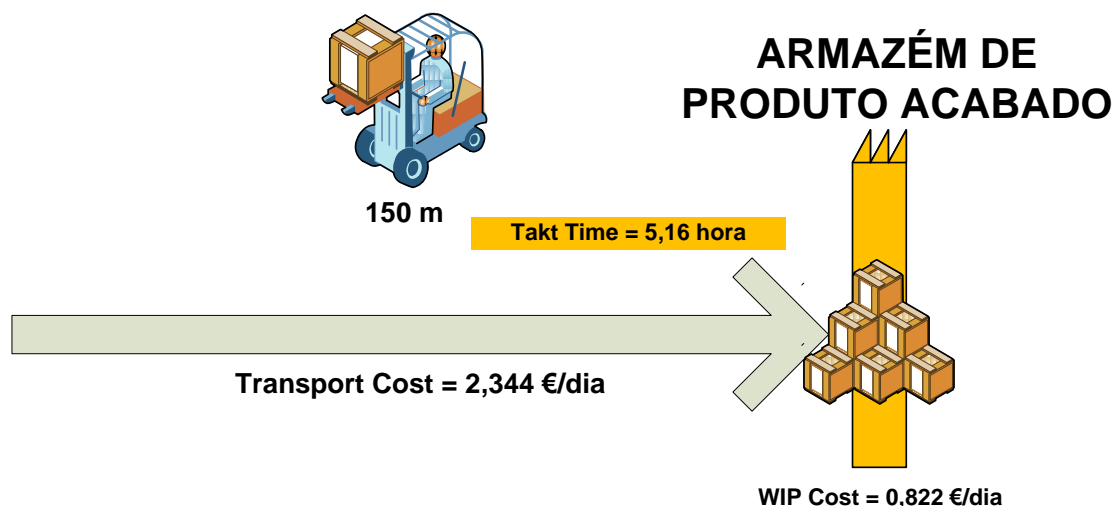 ARMAZÉM DE
PRODUTO ACABADO
150 m
Takt Time = 5,16 hora
Transport Cost = 2,344 €/dia
WIP Cost = 0,822 €/dia